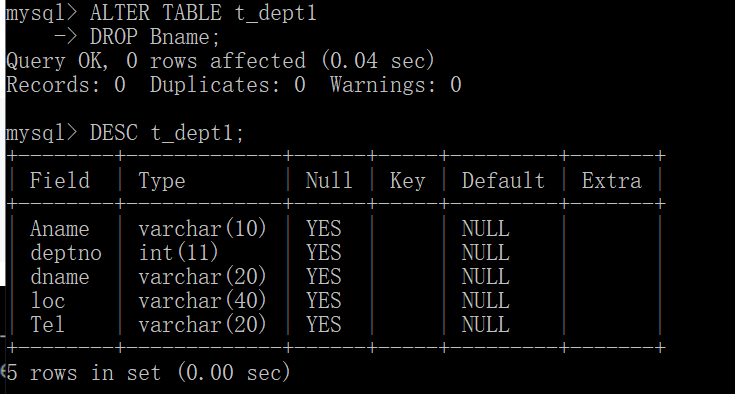 mysql> ALTER TABLE t_dept1
    -> DROP Bname;
Query OK, 0 rows affected (0.04 sec)
Records: 0  Duplicates: 0  Warnings: 0

mysql> DESC t_dept1;
+--------+-------------+------+-----+---------+-------+
| Field  | Type        | Null | Key | Default | Extra |
+--------+-------------+------+-----+---------+-------+
| Aname  | varchar(10) | YES  |     | NULL    |       |
| deptno | int(11)     | YES  |     | NULL    |       |
| dname  | varchar(20) | YES  |     | NULL    |       |
| loc    | varchar(40) | YES  |     | NULL    |       |
| Tel    | varchar(20) | YES  |     | NULL    |       |
+--------+-------------+------+-----+---------+-------+
5 rows in set (0.00 sec)